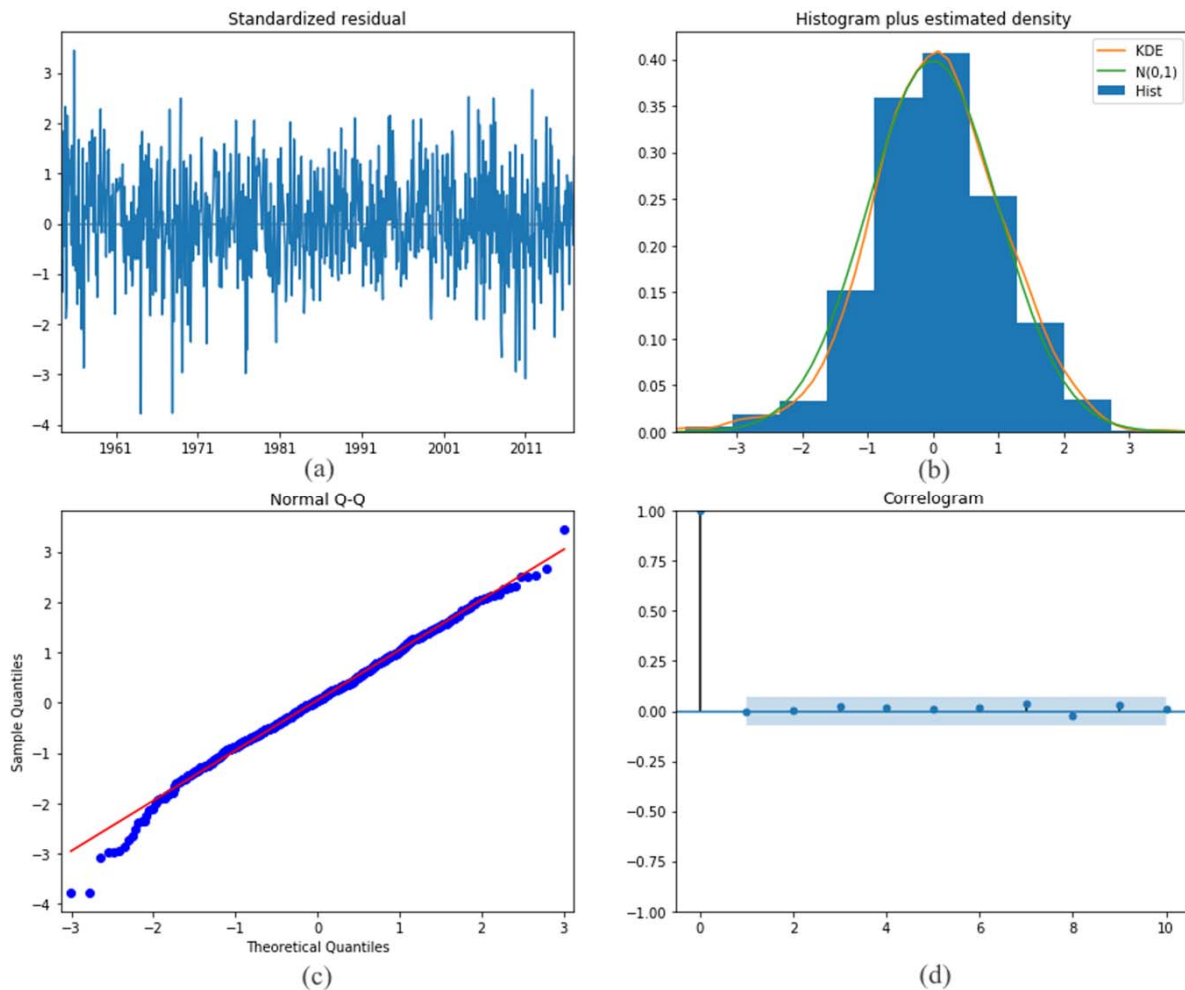 Standardized residual
3
2
1
0
−1
−2
−3
−4
1961 1971 1981 1991 2001 2011
(a)
Histogram plus estimated density
KDE
N(0,1)
Hist
0.40
0.35
0.30
0.25
0.20
0.15
0.10
0.05
0.00
−3 −2 −1 0 1 2 3
(b)
Normal Q-Q
Sample Quantiles
3
2
1
0
−1
−2
−3
−4
−3 −2 −1 0 1 2 3
Theoretical Quantiles
(c)
Correlogram
1.00
0.75
0.50
0.25
0.00
−0.25
−0.50
−0.75
−1.00
0 2 4 6 8 10
(d)